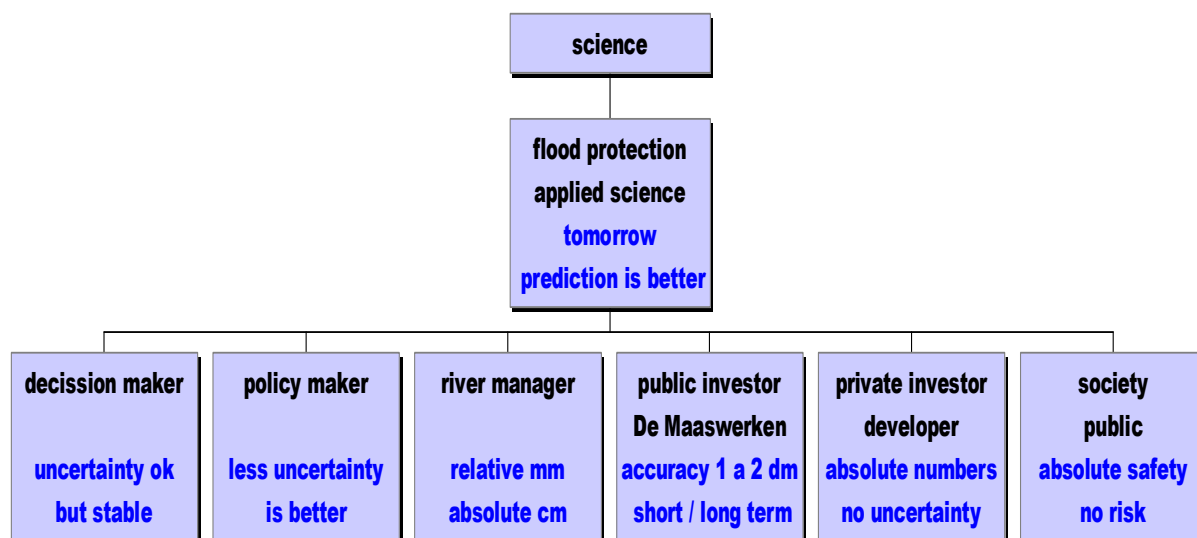 science
flood protection
applied science
tomorrow
prediction is better
decission maker
uncertainty ok
but stable
policy maker
less uncertainty
is better
river manager
relative mm
absolute cm
public investor
De Maaswerken
accuracy 1 a 2 dm
short / long term
private investor
developer
absolute numbers
no uncertainty
society
public
absolute safety
no risk